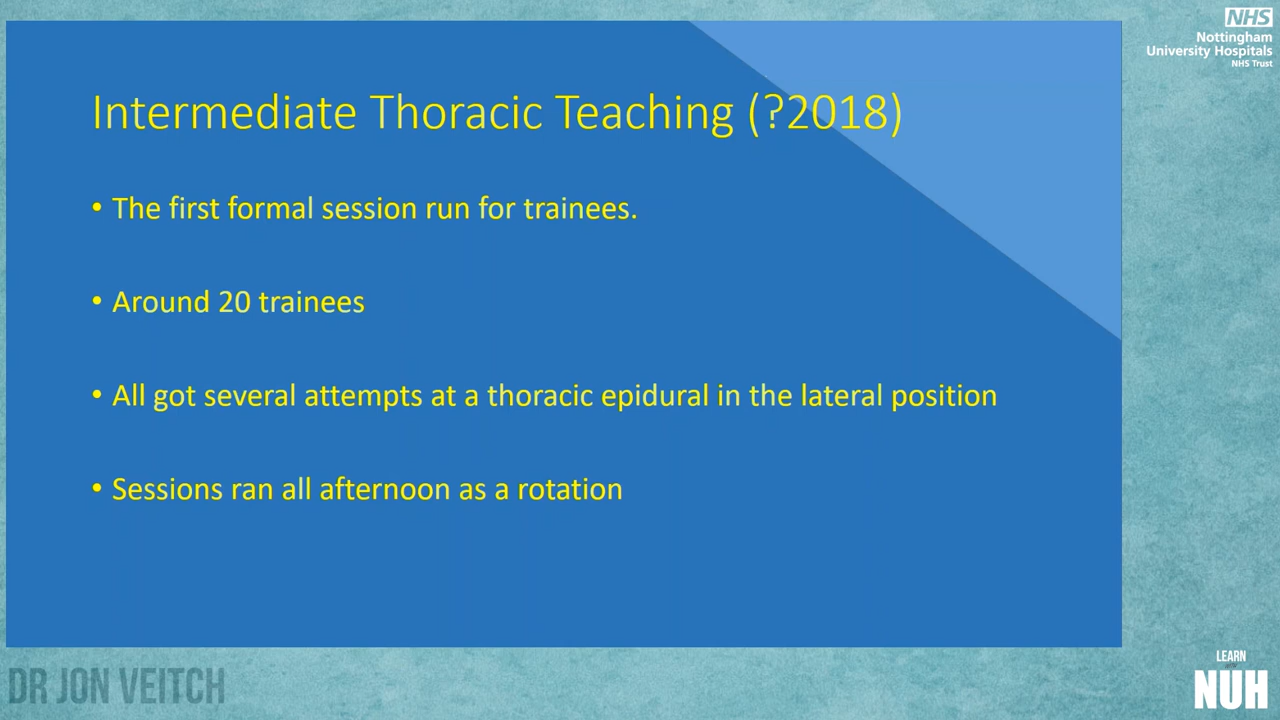 NHS
Nottingham
University Hospitals
NHS Trust
Intermediate Thoracic Teaching (?2018)
• The first formal session run for trainees.
• Around 20 trainees
• All got several attempts at a thoracic epidural in the lateral position
• Sessions ran all afternoon as a rotation
DR JON VEITCH
LEARN
NUH